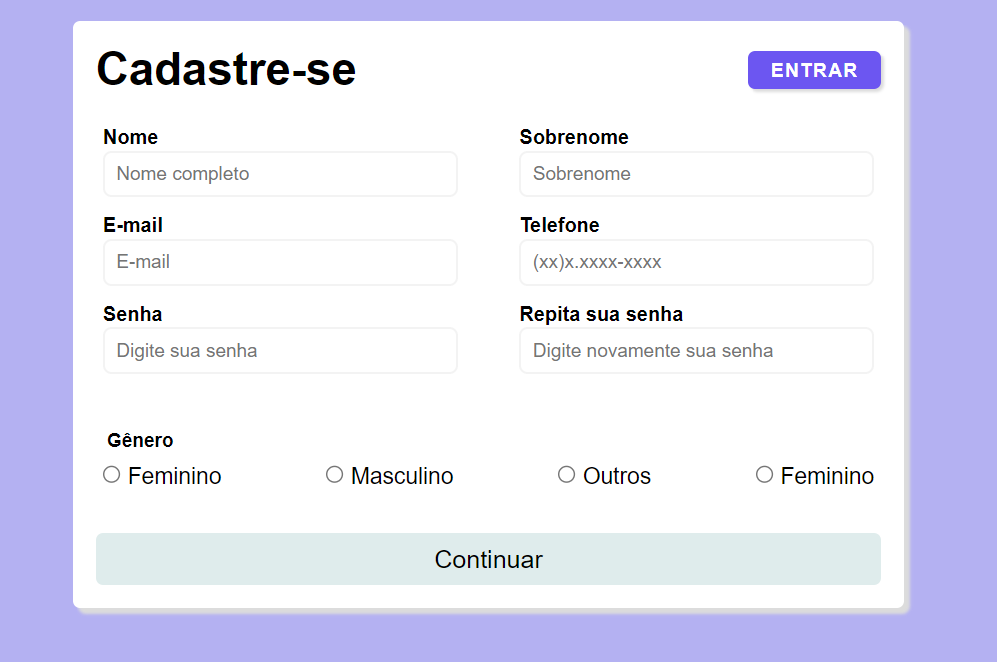 Cadastre-se
ENTRAR
Nome
Sobrenome
Nome completo
Sobrenome
E-mail
Telefone
E-mail
(xx)x.xxxx-xxxx
Senha
Repita sua senha
Digite sua senha
Digite novamente sua senha
Gênero
Feminino
Masculino
Outros
Feminino
Continuar